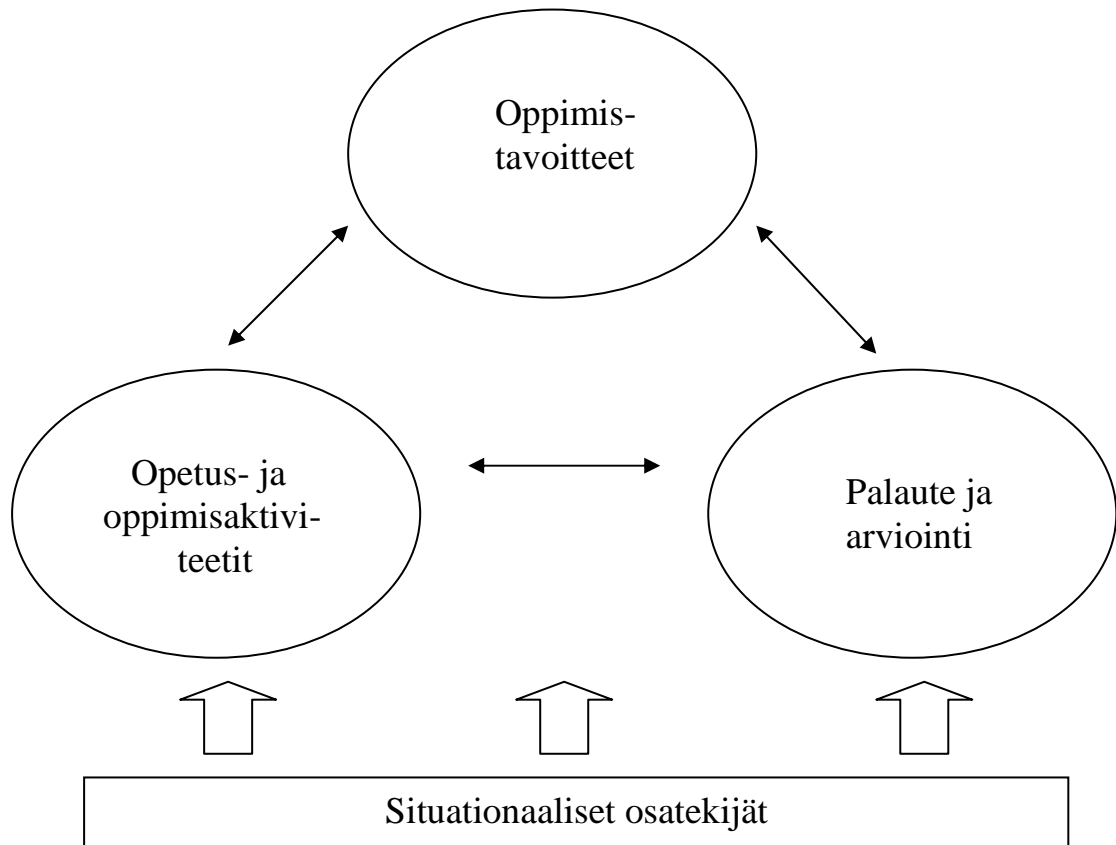 Oppimis-
tavoitteet
Opetus- ja
oppimisaktivi-
teetit
Palaute ja
arviointi
Situationaaliset osatekijät